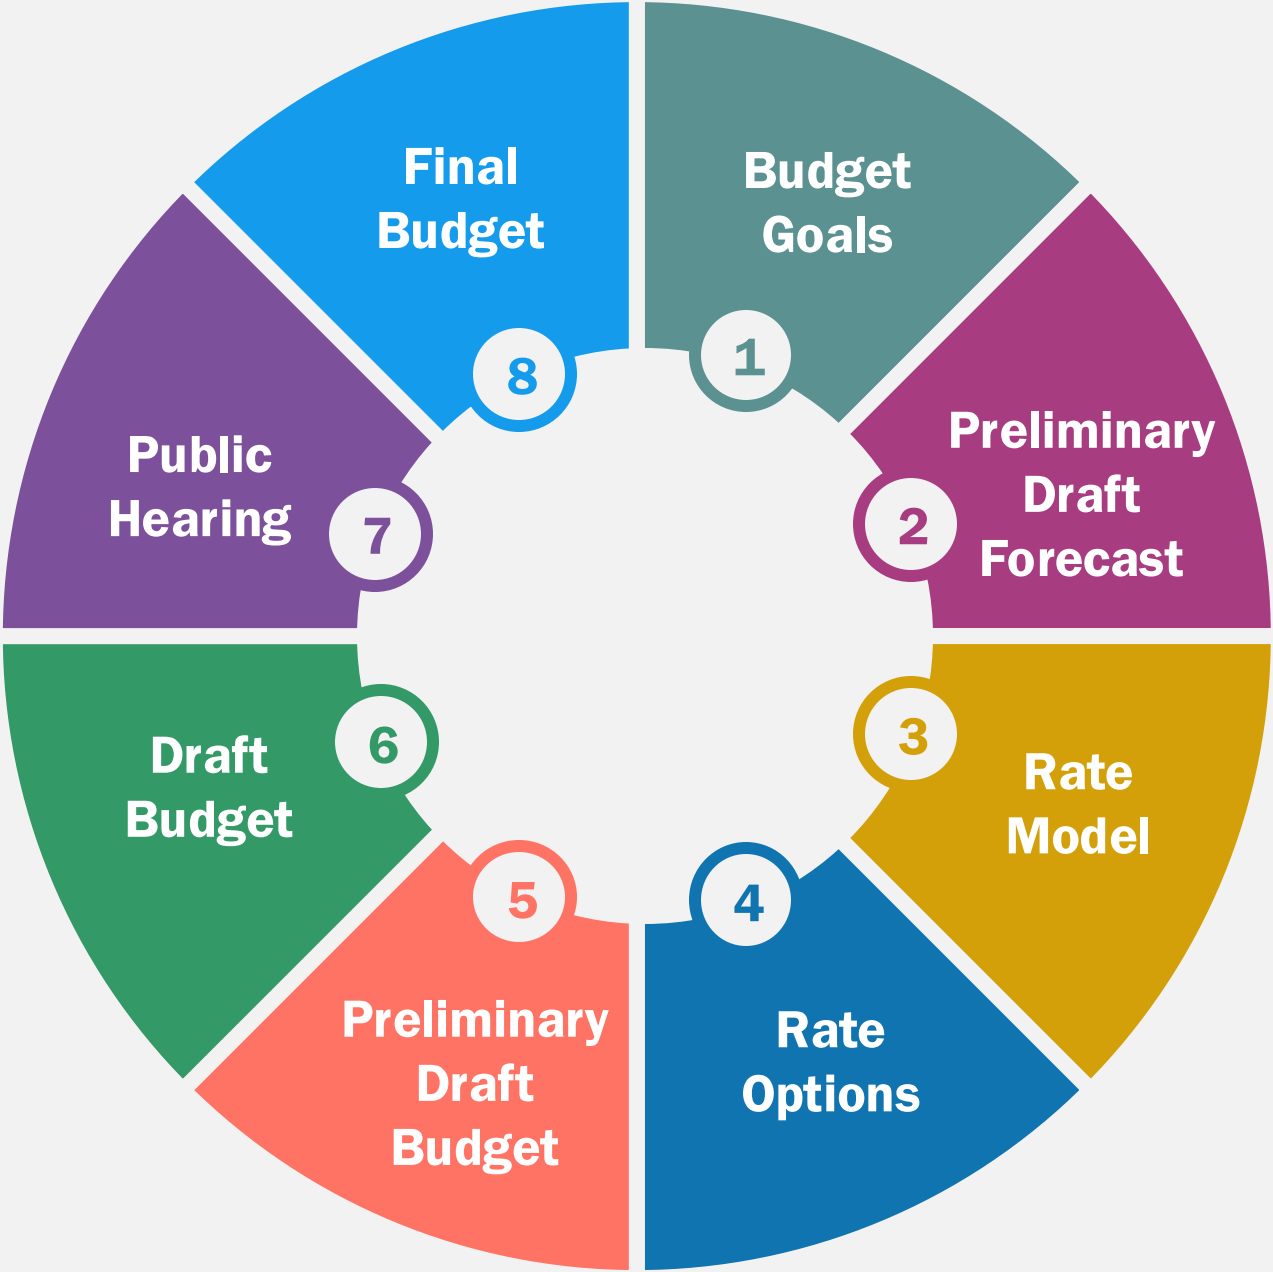 Budget
Goals
1
Preliminary
Draft
Forecast
2
Rate
Model
3
Rate
Options
4
Preliminary
Draft
Budget
5
Draft
Budget
6
Public
Hearing
7
Final
Budget
8